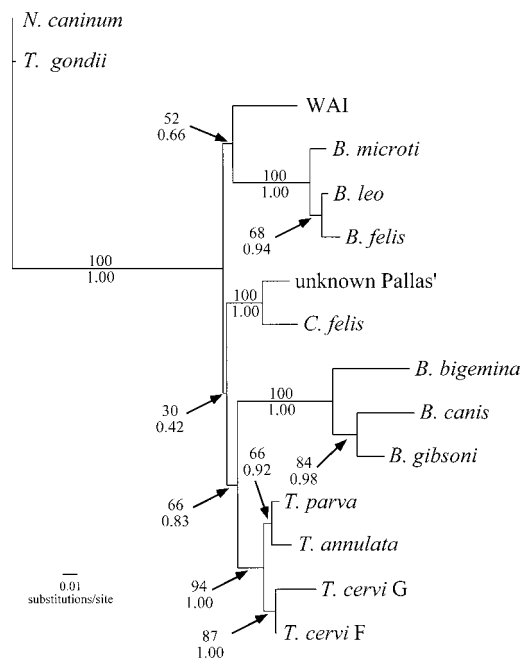 N. caninum
T. gondii
WAI
52
0.66
B. microti
100
1.00
B. leo
68
0.94
B. felis
100
1.00
unknown Pallas'
100
1.00
C. felis
B. bigemina
100
1.00
30
0.42
B. canis
66
0.92
84
0.98
B. gibsoni
66
0.83
T. parva
T. annulata
0.01
substitutions/site
94
1.00
T. cervi G
87
1.00
T. cervi F